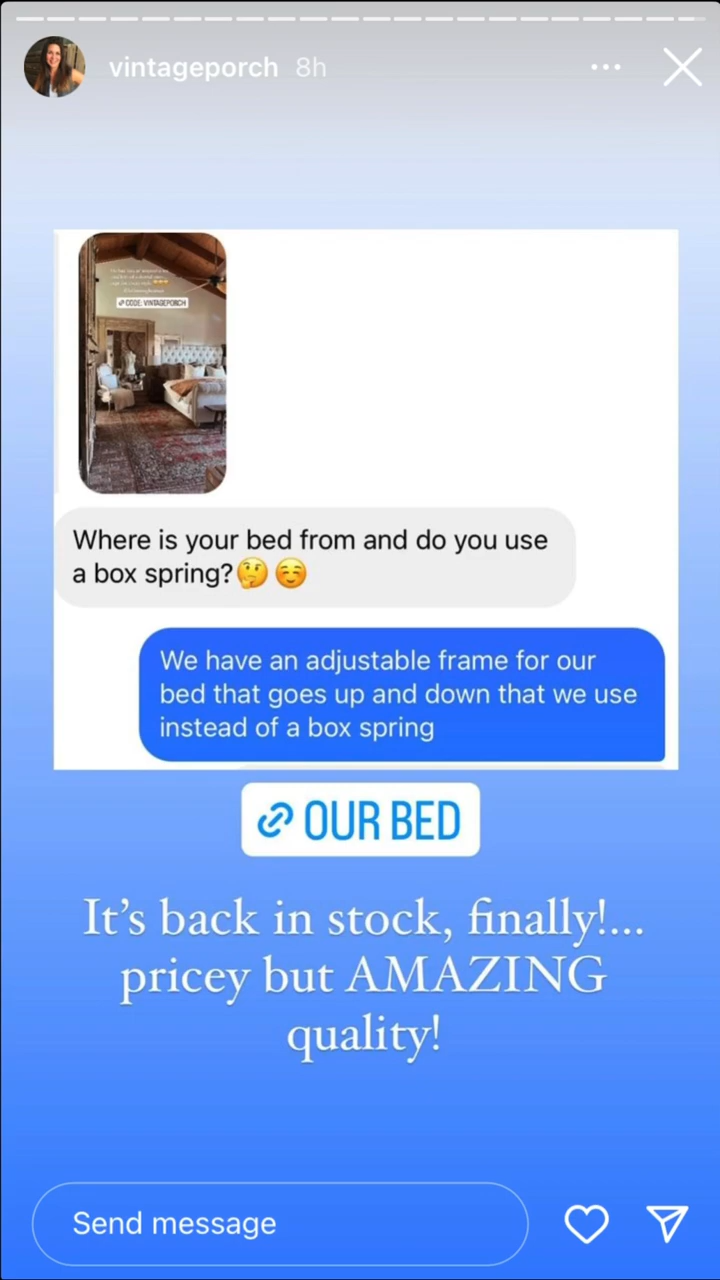 vintageporch 8h
CODE: VINTAGEPORCH
Where is your bed from and do you use
a box spring?🤔 ☺️
We have an adjustable frame for our
bed that goes up and down that we use
instead of a box spring
OUR BED
It's back in stock, finally!...
pricey but AMAZING
quality!
Send message